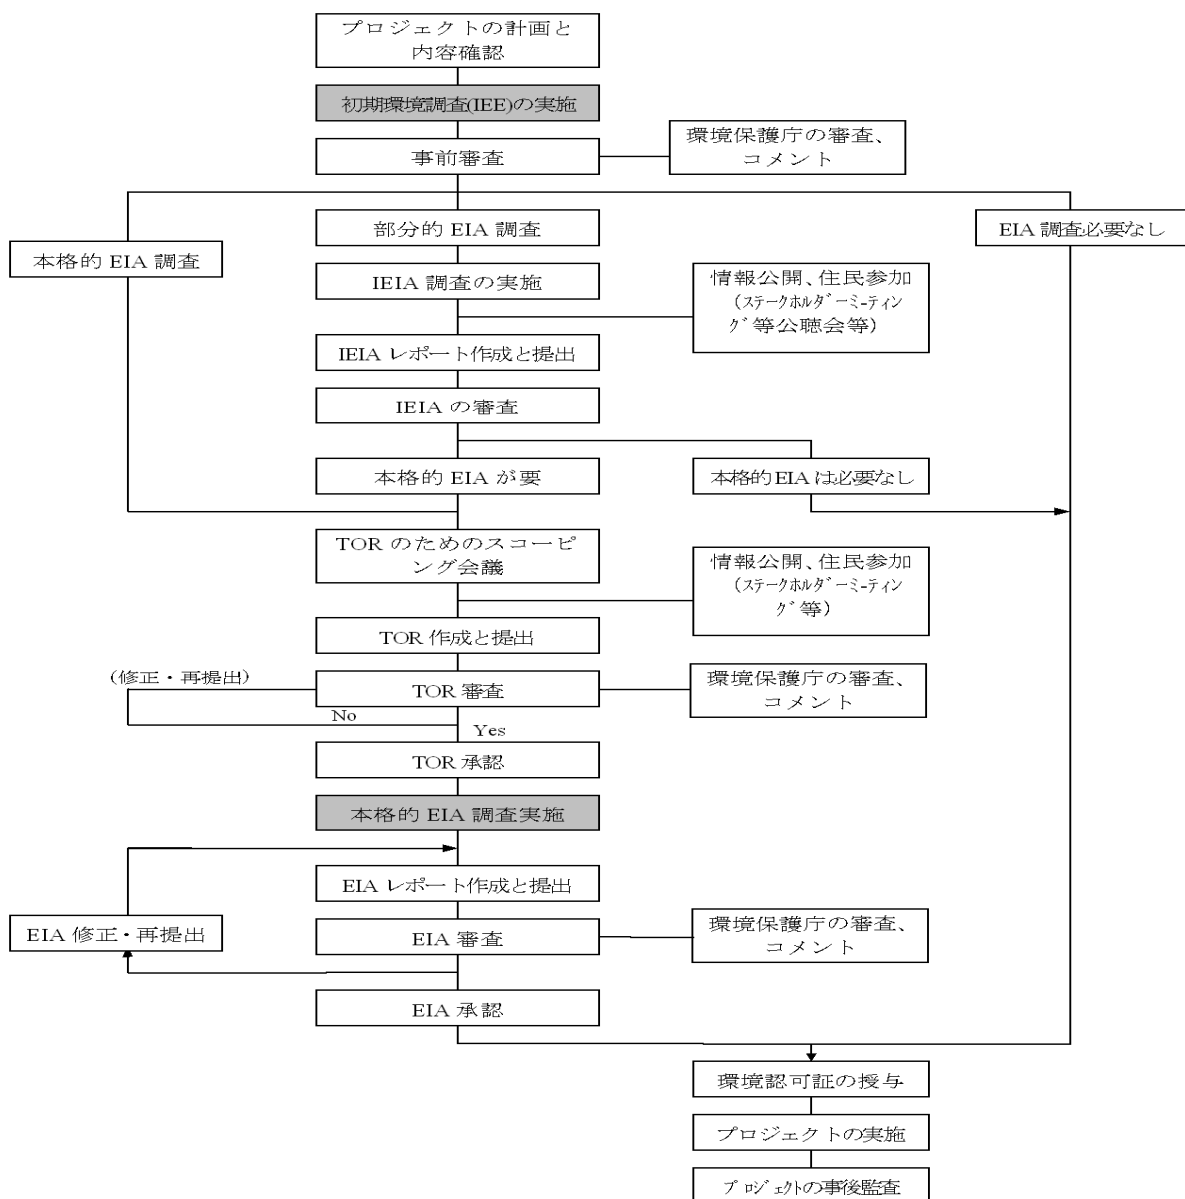 プロジェクトの計画と
内容確認
初期環境調査(IEE)の実施
事前審査
環境保護庁の審査、
コメント
部分的 EIA 調査
EIA 調査必要なし
本格的 EIA 調査
IEIA 調査の実施
情報公開、住民参加
(ステークホルダーミーティン
グ等公聴会等)
IEIA レポート作成と提出
IEIA の審査
本格的 EIA が要
本格的 EIA は必要なし
TOR のためのスコーピ
ング会議
情報公開、住民参加
(ステークホルダーミーティン
グ等)
TOR 作成と提出
(修正・再提出)
TOR 審査
環境保護庁の審査、
コメント
No
Yes
TOR 承認
本格的 EIA 調査実施
EIA レポート作成と提出
EIA 修正・再提出
EIA 審査
環境保護庁の審査、
コメント
EIA 承認
環境認可証の授与
プロジェクトの実施
プロジェクトの事後監査